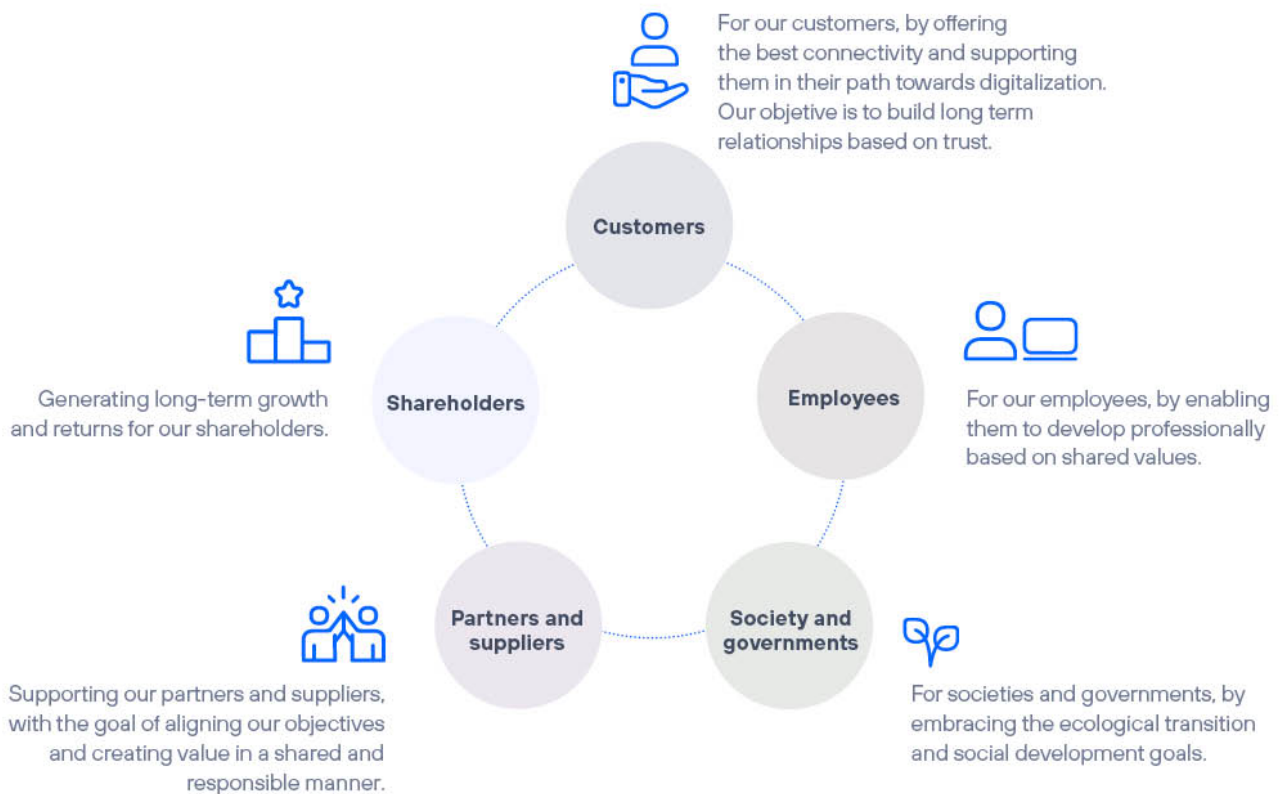 For our customers, by offering
the best connectivity and supporting
them in their path towards digitalization.
Our objetive is to build long term
relationships based on trust.
Customers
Shareholders
Generating long-term growth
and returns for our shareholders.
Employees
For our employees, by enabling
them to develop professionally
based on shared values.
Partners and
suppliers
Supporting our partners and suppliers,
with the goal of aligning our objectives
and creating value in a shared and
responsible manner.
Society and
governments
For societies and governments, by
embracing the ecological transition
and social development goals.